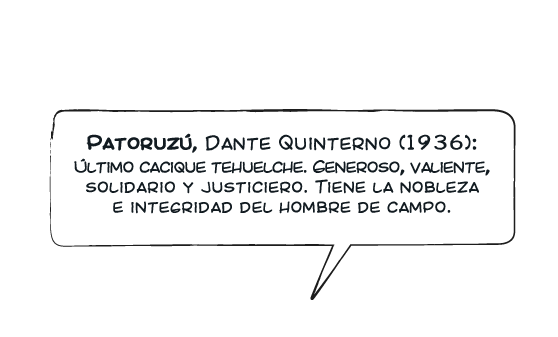 Patoruzú, Dante Quinterno (1936):
Último cacique tehuelche. Generoso, valiente,
solidario y justiciero. Tiene la nobleza
e integridad del hombre de campo.